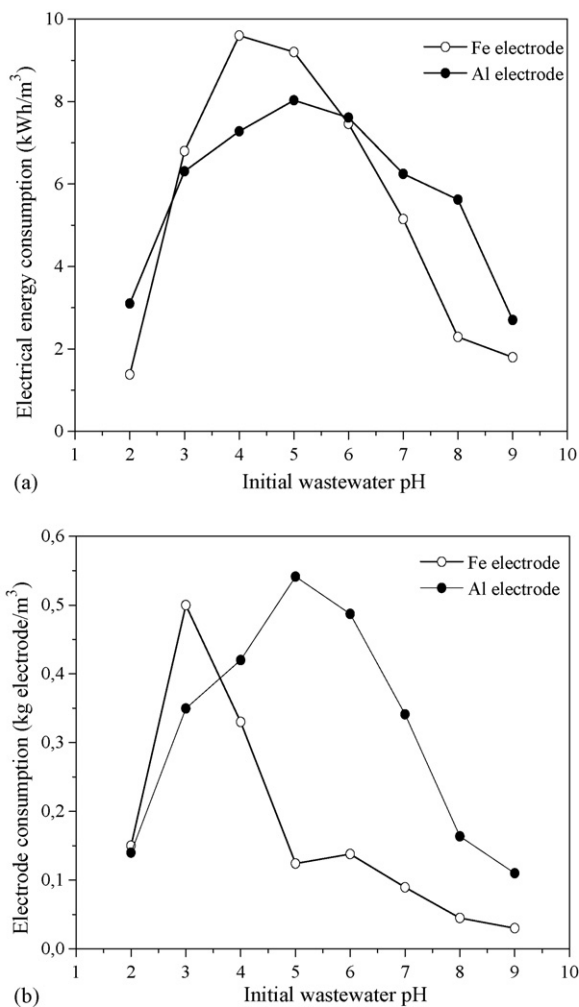 10
8
6
4
2
0
Electrical energy consumption (kWh/m³)
Fe electrode
Al electrode
1 2 3 4 5 6 7 8 9 10
Initial wastewater pH
(a)
0,6
0,5
0,4
0,3
0,2
0,1
0,0
Electrode consumption (kg electrode/m³)
Fe electrode
Al electrode
1 2 3 4 5 6 7 8 9 10
Initial wastewater pH
(b)